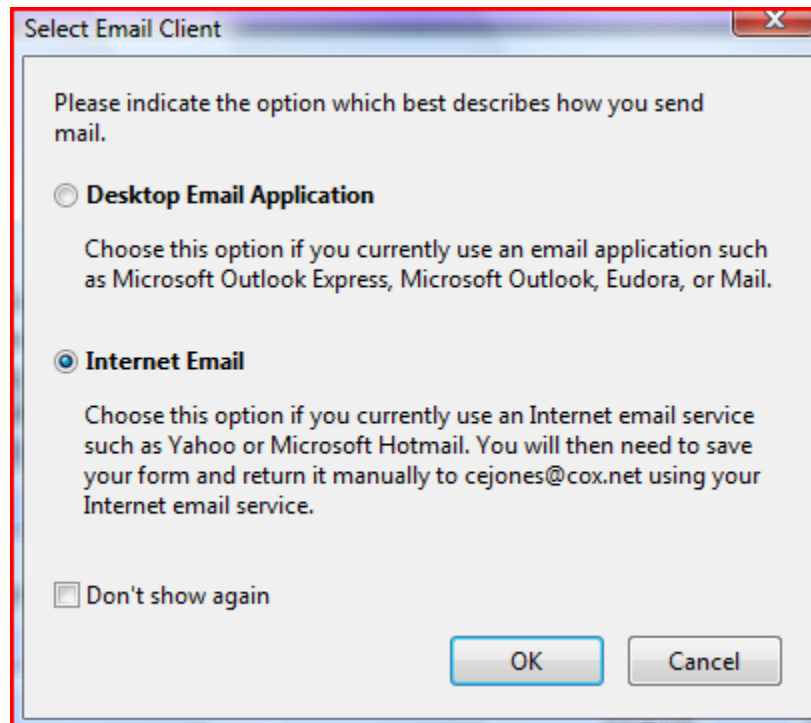 Select Email Client
Please indicate the option which best describes how you send
mail.
Desktop Email Application
Choose this option if you currently use an email application such
as Microsoft Outlook Express, Microsoft Outlook, Eudora, or Mail.
Internet Email
Choose this option if you currently use an Internet email service
such as Yahoo or Microsoft Hotmail. You will then need to save
your form and return it manually to cejones@cox.net using your
Internet email service.
Don't show again
OK Cancel